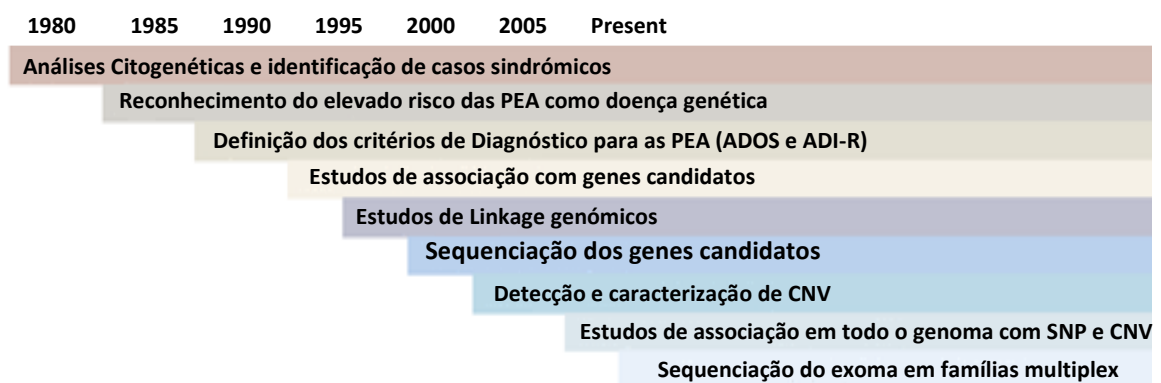 1980 1985 1990 1995 2000 2005 Present
Análises Citogenéticas e identificação de casos sindrómicos
Reconhecimento do elevado risco das PEA como doença genética
Definição dos critérios de Diagnóstico para as PEA (ADOS e ADI-R)
Estudos de associação com genes candidatos
Estudos de Linkage genómicos
Sequenciação dos genes candidatos
Detecção e caracterização de CNV
Estudos de associação em todo o genoma com SNP e CNV
Sequenciação do exoma em famílias multiplex